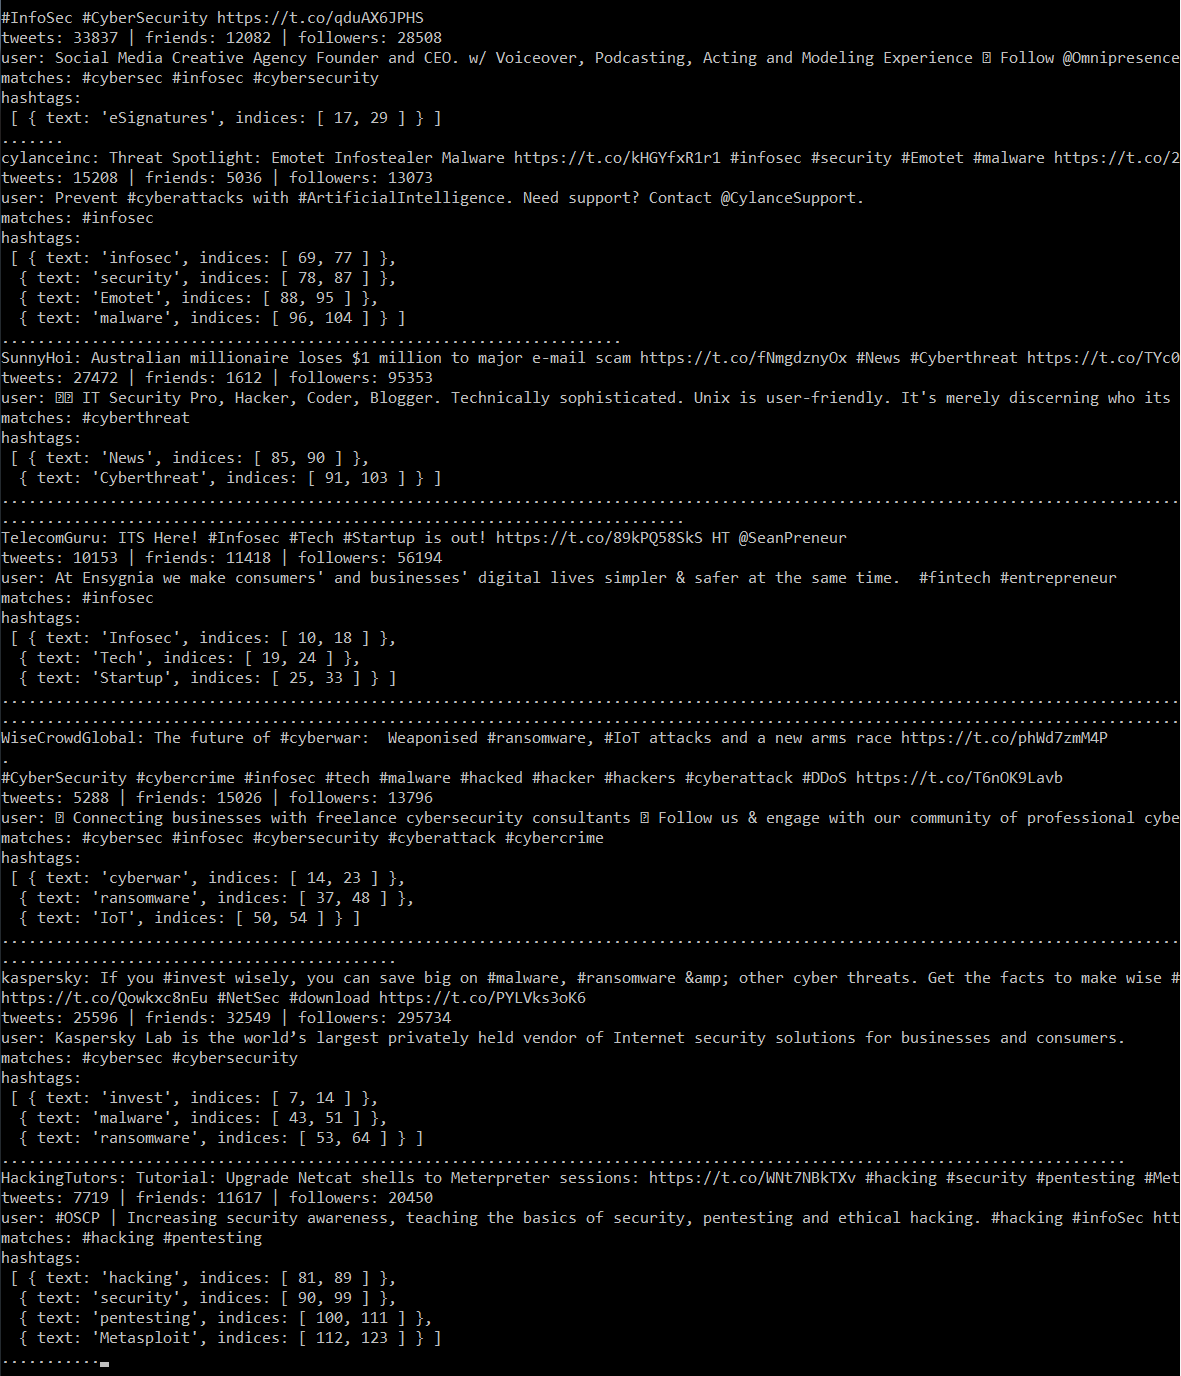 #InfoSec #CyberSecurity https://t.co/qduAX6JPHS
tweets: 33837 | friends: 12082 | followers: 28508
user: Social Media Creative Agency Founder and CEO. w/ Voiceover, Podcasting, Acting and Modeling Experience ⍰ Follow @Omnipresence
matches: #cybersec #infosec #cybersecurity
hashtags:
 [ { text: 'eSignatures', indices: [ 17, 29 ] } ]
.......
cylanceinc: Threat Spotlight: Emotet Infostealer Malware https://t.co/kHGYfxR1r1 #infosec #security #Emotet #malware https://t.co/2
tweets: 15208 | friends: 5036 | followers: 13073
user: Prevent #cyberattacks with #ArtificialIntelligence. Need support? Contact @CylanceSupport.
matches: #infosec
hashtags:
 [ { text: 'infosec', indices: [ 69, 77 ] },
  { text: 'security', indices: [ 78, 87 ] },
  { text: 'Emotet', indices: [ 88, 95 ] },
  { text: 'malware', indices: [ 96, 104 ] } ]
.....................................................................
SunnyHoi: Australian millionaire loses $1 million to major e-mail scam https://t.co/fNmgdznyOx #News #Cyberthreat https://t.co/TYc0
tweets: 27472 | friends: 1612 | followers: 95353
user: ⍰⍰ IT Security Pro, Hacker, Coder, Blogger. Technically sophisticated. Unix is user-friendly. It's merely discerning who its
matches: #cyberthreat
hashtags:
 [ { text: 'News', indices: [ 85, 90 ] },
  { text: 'Cyberthreat', indices: [ 91, 103 ] } ]
...................................................................................................................................
............................................................................
TelecomGuru: ITS Here! #Infosec #Tech #Startup is out! https://t.co/89kPQ58SkS HT @SeanPreneur
tweets: 10153 | friends: 11418 | followers: 56194
user: At Ensygnia we make consumers' and businesses' digital lives simpler & safer at the same time.  #fintech #entrepreneur
matches: #infosec
hashtags:
 [ { text: 'Infosec', indices: [ 10, 18 ] },
  { text: 'Tech', indices: [ 19, 24 ] },
  { text: 'Startup', indices: [ 25, 33 ] } ]
...................................................................................................................................
...................................................................................................................................
WiseCrowdGlobal: The future of #cyberwar:  Weaponised #ransomware, #IoT attacks and a new arms race https://t.co/phWd7zmM4P
.
#CyberSecurity #cybercrime #infosec #tech #malware #hacked #hacker #hackers #cyberattack #DDoS https://t.co/T6nOK9Lavb
tweets: 5288 | friends: 15026 | followers: 13796
user: ⍰ Connecting businesses with freelance cybersecurity consultants ⍰ Follow us & engage with our community of professional cybe
matches: #cybersec #infosec #cybersecurity #cyberattack #cybercrime
hashtags:
 [ { text: 'cyberwar', indices: [ 14, 23 ] },
  { text: 'ransomware', indices: [ 37, 48 ] },
  { text: 'IoT', indices: [ 50, 54 ] } ]
...................................................................................................................................
............................................
kaspersky: If you #invest wisely, you can save big on #malware, #ransomware &amp; other cyber threats. Get the facts to make wise #
https://t.co/Qowkxc8nEu #NetSec #download https://t.co/PYLVks3oK6
tweets: 25596 | friends: 32549 | followers: 295734
user: Kaspersky Lab is the world’s largest privately held vendor of Internet security solutions for businesses and consumers.
matches: #cybersec #cybersecurity
hashtags:
 [ { text: 'invest', indices: [ 7, 14 ] },
  { text: 'malware', indices: [ 43, 51 ] },
  { text: 'ransomware', indices: [ 53, 64 ] } ]
.............................................................................................................................
HackingTutors: Tutorial: Upgrade Netcat shells to Meterpreter sessions: https://t.co/WNt7NBkTXv #hacking #security #pentesting #Met
tweets: 7719 | friends: 11617 | followers: 20450
user: #OSCP | Increasing security awareness, teaching the basics of security, pentesting and ethical hacking. #hacking #infoSec htt
matches: #hacking #pentesting
hashtags:
 [ { text: 'hacking', indices: [ 81, 89 ] },
  { text: 'security', indices: [ 90, 99 ] },
  { text: 'pentesting', indices: [ 100, 111 ] },
  { text: 'Metasploit', indices: [ 112, 123 ] } ]
...........